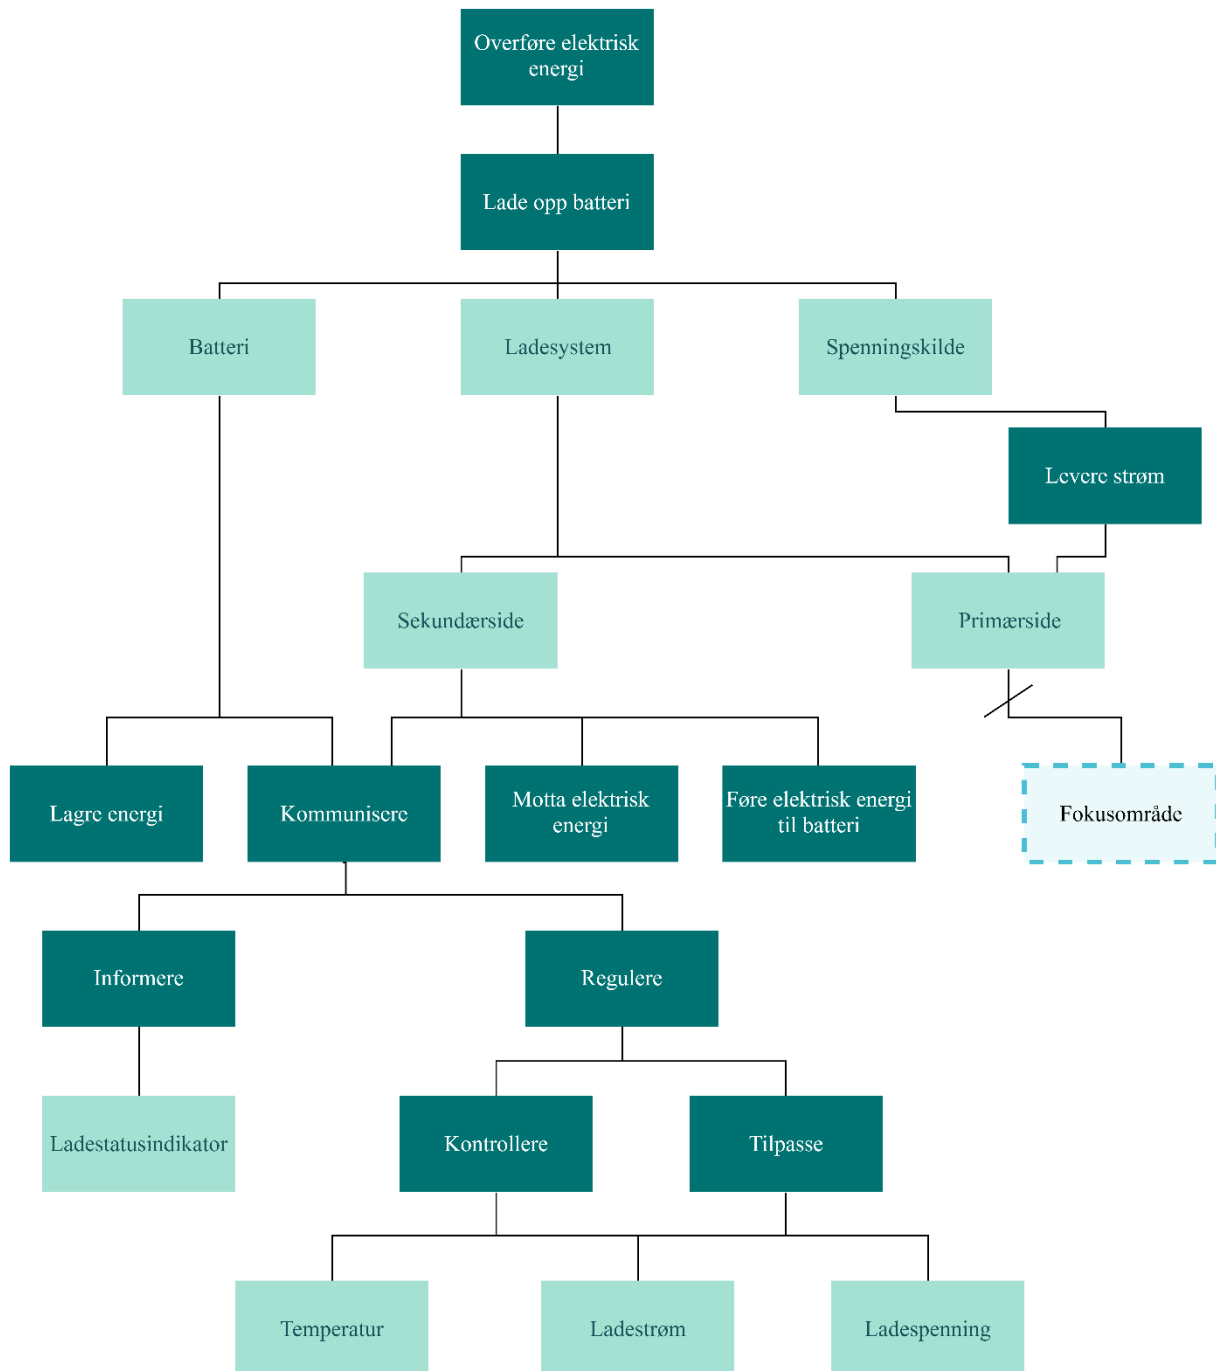 Overføre elektrisk
energi
Lade opp batteri
Batteri
Ladesystem
Spenningskilde
Levere strøm
Sekundærside
Primærside
Lagre energi
Kommunisere
Motta elektrisk
energi
Føre elektrisk energi
til batteri
Fokusområde
Informere
Regulere
Ladestatusindikator
Kontrollere
Tilpasse
Temperatur
Ladestrøm
Ladespenning